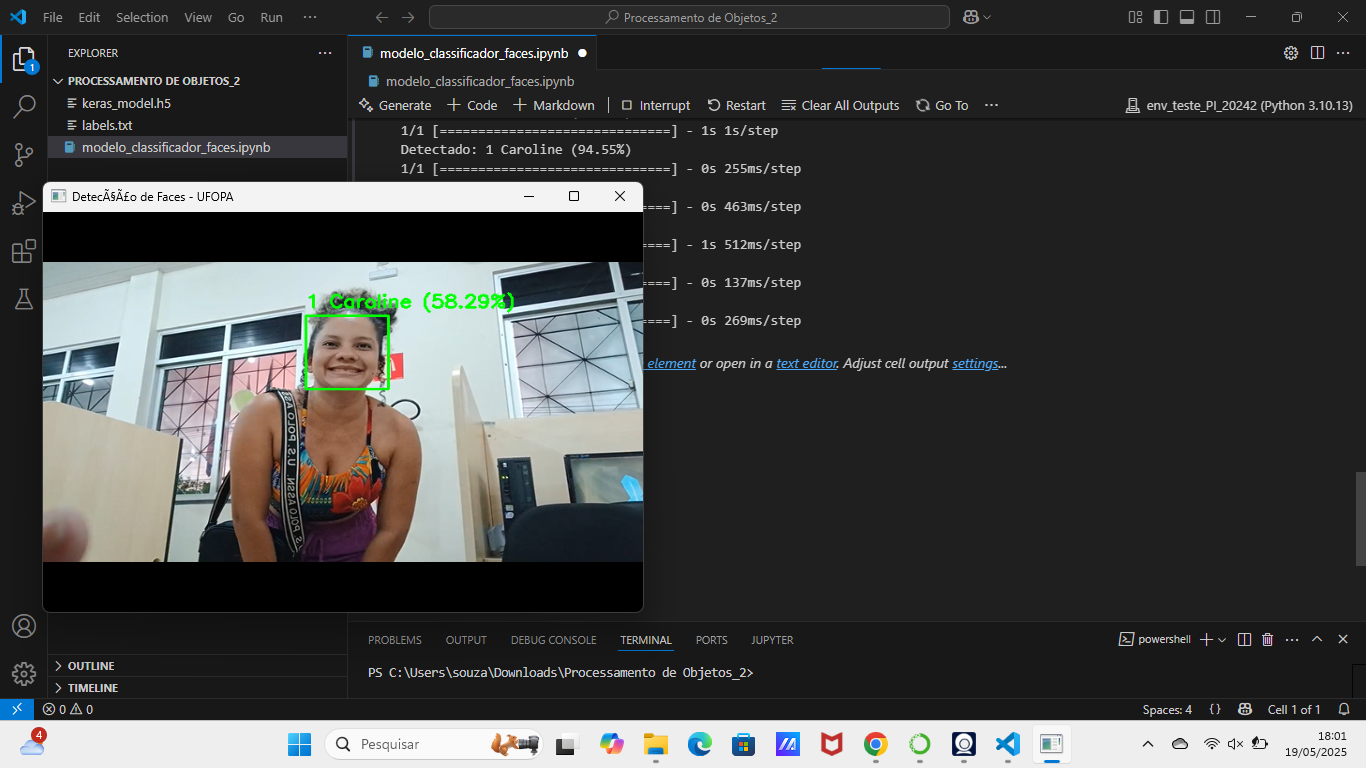 File Edit Selection View Go Run ···
Processamento de Objetos_2
EXPLORER
PROCESSAMENTO DE OBJETOS_2
keras_model.h5
labels.txt
modelo_classificador_faces.ipynb
1
modelo_classificador_faces.ipynb
modelo_classificador_faces.ipynb
Generate + Code + Markdown Interrupt Restart Clear All Outputs Go To ··· env_teste_PI_20242 (Python 3.10.13)
1/1 [==============================] - 1s 1s/step
Detectado: 1 Caroline (94.55%)
1/1 [==============================] - 0s 255ms/step
====] - 0s 463ms/step
====] - 1s 512ms/step
====] - 0s 137ms/step
====] - 0s 269ms/step
element or open in a text editor. Adjust cell output settings...
DetecÃ§Ã£o de Faces - UFOPA
1 Caroline (58.29%)
U.S. POLO ASSN.
OUTLINE
TIMELINE
PROBLEMS OUTPUT DEBUG CONSOLE TERMINAL PORTS JUPYTER
powershell
PS C:\Users\souza\Downloads\Processamento de Objetos_2>
0 0
Spaces: 4 {} Cell 1 of 1
4
Pesquisar
18:01
19/05/2025